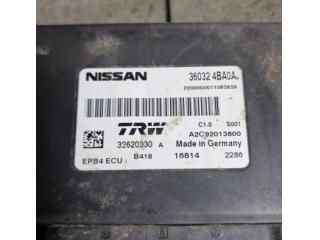 NISSAN 36032 4BA0A
2000000011065858
C1.0 S001
TRW A2C92013800
32620330 A Made in Germany
EPB4 ECU B418 16814 2286